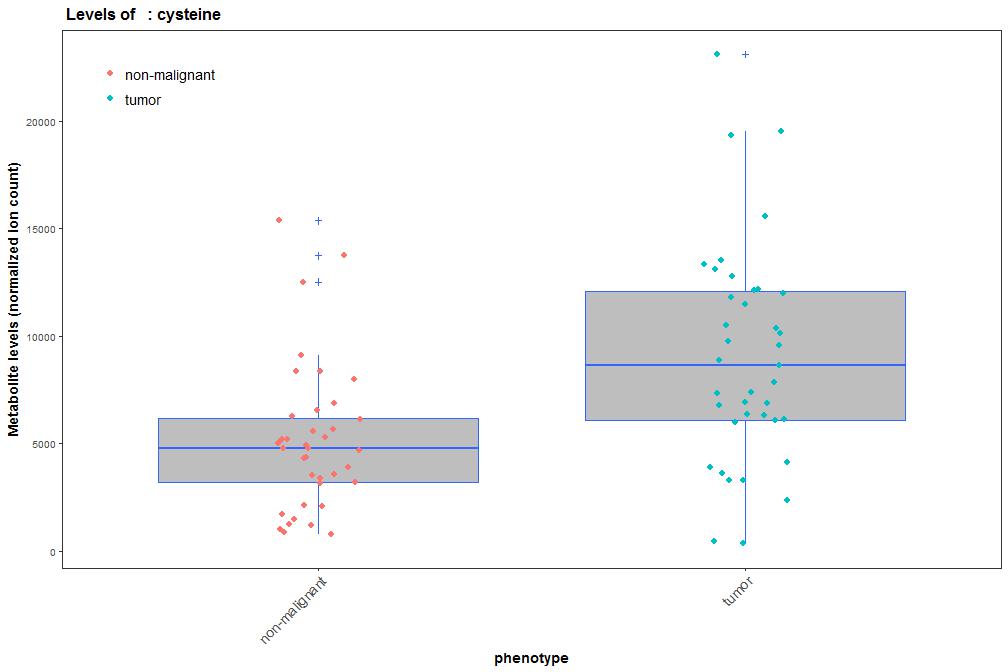 Levels of : cysteine
non-malignant
tumor
Metabolite levels (normalized ion count)
20000
15000
10000
5000
0
non-malignant
tumor
phenotype